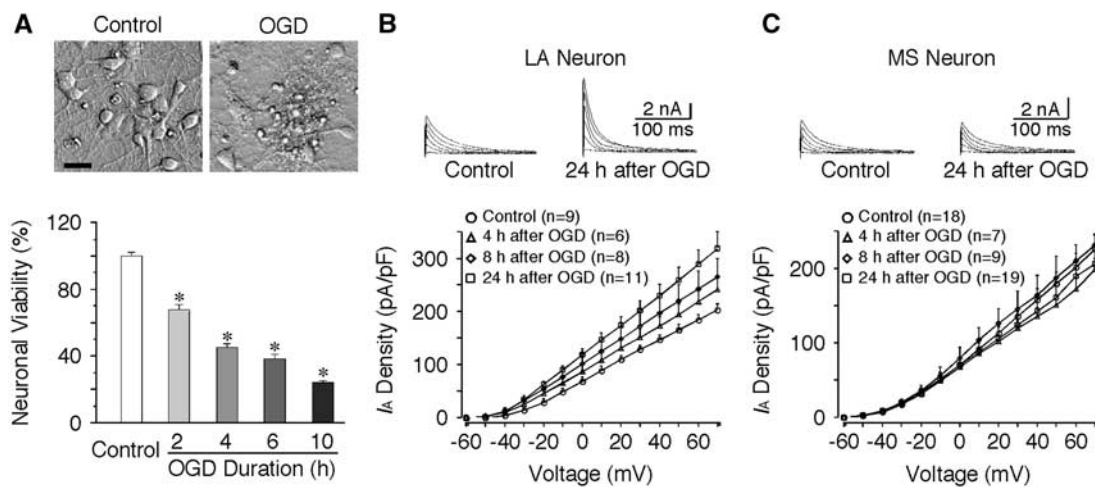 A
Control
OGD
Neuronal Viability (%)
120
80
40
0
Control
2 4 6 10
OGD Duration (h)
B
LA Neuron
2 nA
100 ms
Control
24 h after OGD
Control (n=9)
4 h after OGD (n=6)
8 h after OGD (n=8)
24 h after OGD (n=11)
IA Density (pA/pF)
300
200
100
0
-60 -40 -20 0 20 40 60
Voltage (mV)
C
MS Neuron
2 nA
100 ms
Control
24 h after OGD
Control (n=18)
4 h after OGD (n=7)
8 h after OGD (n=9)
24 h after OGD (n=19)
IA Density (pA/pF)
200
100
0
-60 -40 -20 0 20 40 60
Voltage (mV)